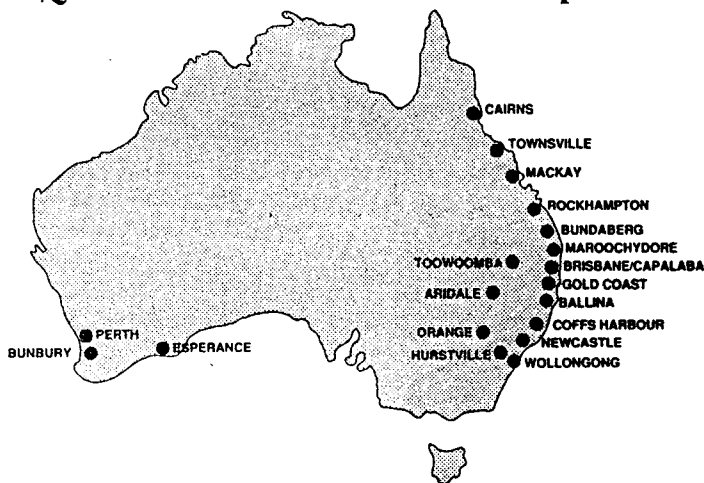 CAIRNS
TOWNSVILLE
MACKAY
ROCKHAMPTON
BUNDABERG
MAROOCHYDORE
TOOWOOMBA
BRISBANE/CAPALABA
GOLD COAST
ARIDALE
BALLINA
COFFS HARBOUR
ORANGE
PERTH
NEWCASTLE
ESPERANCE
BUNBURY
HURSTVILLE
WOLLONGONG